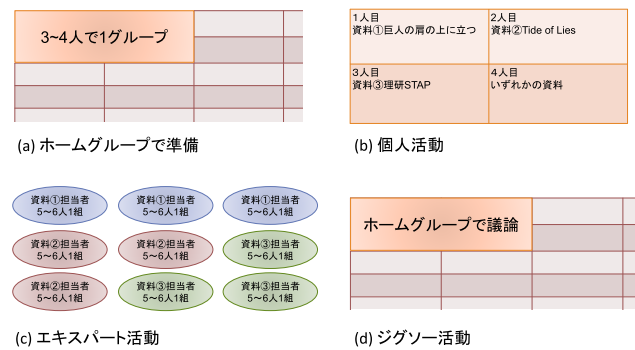 3~4人で1グループ
(a) ホームグループで準備
1人目
資料①巨人の肩の上に立つ
2人目
資料②Tide of Lies
3人目
資料③理研STAP
4人目
いずれかの資料
(b) 個人活動
資料①担当者
5〜6人1組
資料①担当者
5〜6人1組
資料①担当者
5〜6人1組
資料②担当者
5〜6人1組
資料②担当者
5〜6人1組
資料③担当者
5〜6人1組
資料②担当者
5〜6人1組
資料③担当者
5〜6人1組
資料③担当者
5〜6人1組
(c) エキスパート活動
ホームグループで議論
(d) ジグソー活動